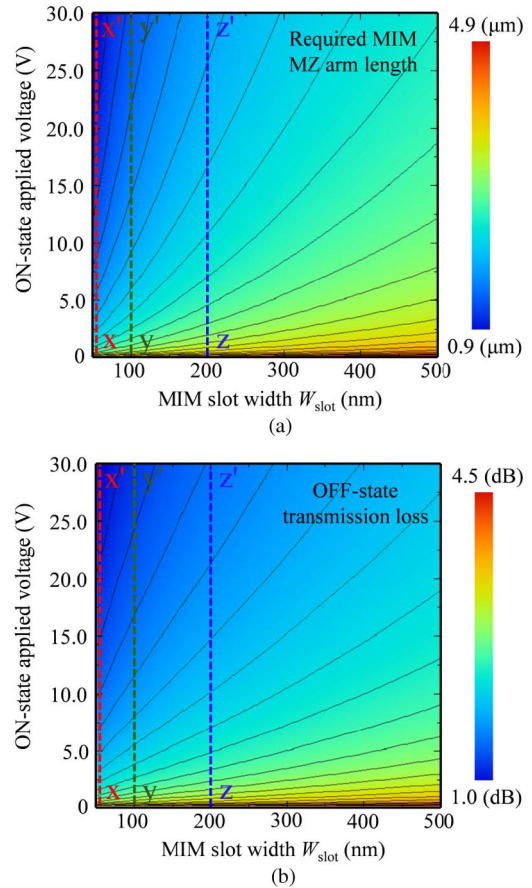 30.0
25.0
20.0
15.0
10.0
5.0
0
ON-state applied voltage (V)
x'
y'
z'
Required MIM
MZ arm length
x
y
z
100
200
300
400
500
MIM slot width Wslot (nm)
4.9 (μm)
0.9 (μm)
(a)
30.0
25.0
20.0
15.0
10.0
5.0
0
ON-state applied voltage (V)
x'
y'
z'
OFF-state
transmission loss
x
y
z
100
200
300
400
500
MIM slot width Wslot (nm)
4.5 (dB)
1.0 (dB)
(b)